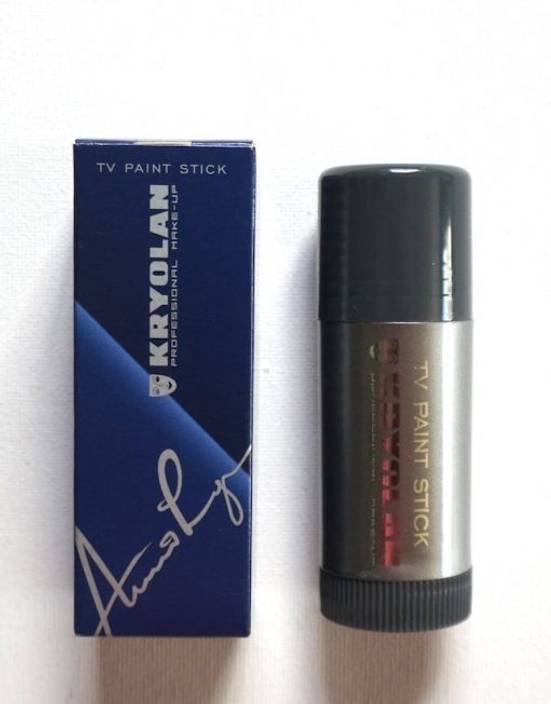 TV PAINT STICK
KRYOLAN
PROFESSIONAL MAKE-UP
TV PAINT STICK
KRYOLAN